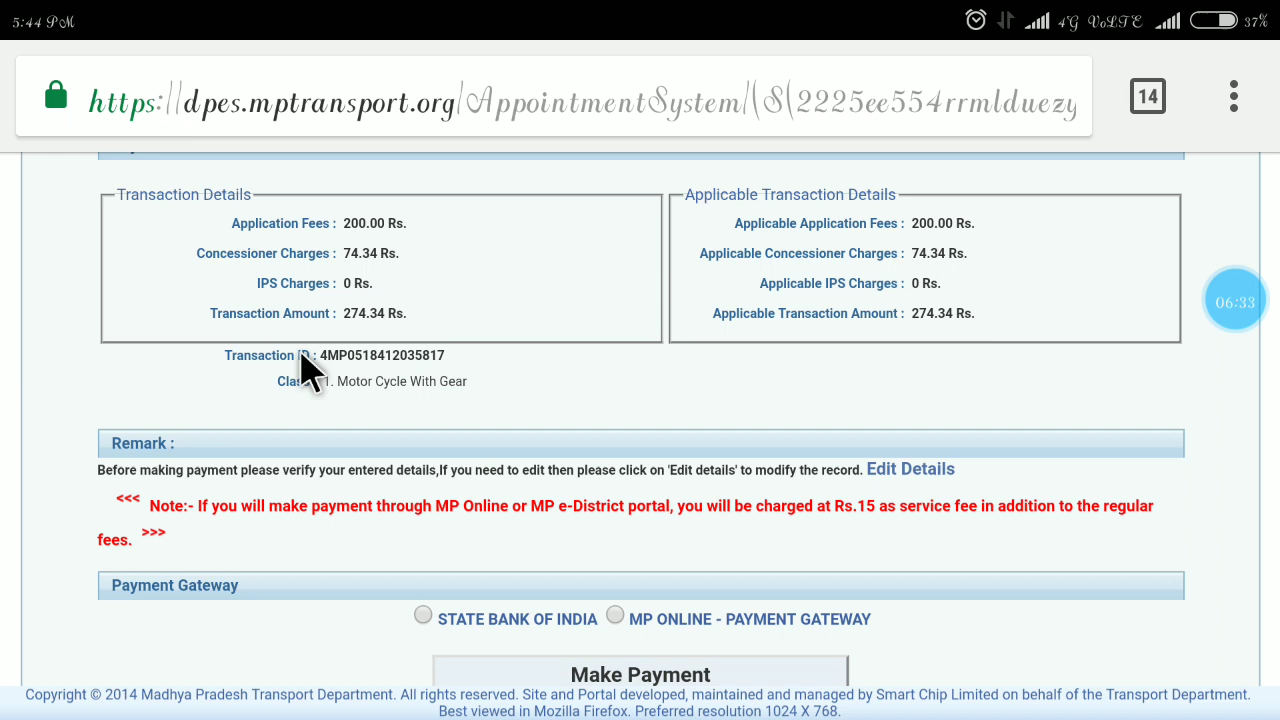 5:44 PM 4G VoLTE 37%
https://dpes.mptransport.org/AppointmentSystem/(S(2225ee554rrmlduezy 14
Transaction Details Applicable Transaction Details
Application Fees : 200.00 Rs. Applicable Application Fees : 200.00 Rs.
Concessioner Charges : 74.34 Rs. Applicable Concessioner Charges : 74.34 Rs.
IPS Charges : 0 Rs. Applicable IPS Charges : 0 Rs.
06:33
Transaction Amount : 274.34 Rs. Applicable Transaction Amount : 274.34 Rs.
Transaction ID : 4MP0518412035817
1. Motor Cycle With Gear
Remark :
Before making payment please verify your entered details,If you need to edit then please click on 'Edit details' to modify the record. Edit Details
<<< Note:- If you will make payment through MP Online or MP e-District portal, you will be charged at Rs.15 as service fee in addition to the regular
fees. >>>
Payment Gateway
STATE BANK OF INDIA MP ONLINE - PAYMENT GATEWAY
Make Payment
Copyright © 2014 Madhya Pradesh Transport Department. All rights reserved. Site and Portal developed, maintained and managed by Smart Chip Limited on behalf of the Transport Department.
Best viewed in Mozilla Firefox. Preferred resolution 1024 X 768.